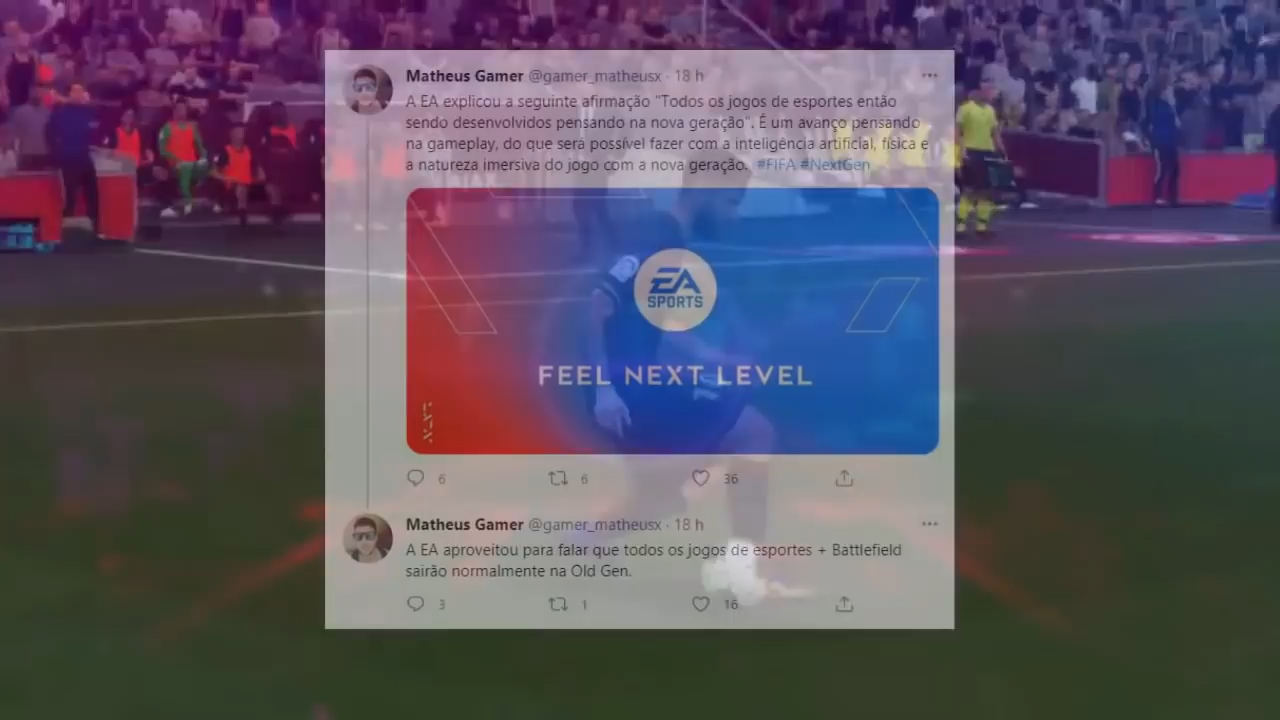 Matheus Gamer @gamer_matheusx · 18 h
A EA explicou a seguinte afirmação "Todos os jogos de esportes então
sendo desenvolvidos pensando na nova geração". É um avanço pensando
na gameplay, do que será possível fazer com a inteligência artificial, física e
a natureza imersiva do jogo com a nova geração. #FIFA #NextGen
EA
SPORTS
FEEL NEXT LEVEL
6 6 36
Matheus Gamer @gamer_matheusx · 18 h
A EA aproveitou para falar que todos os jogos de esportes + Battlefield
sairão normalmente na Old Gen.
3 1 16